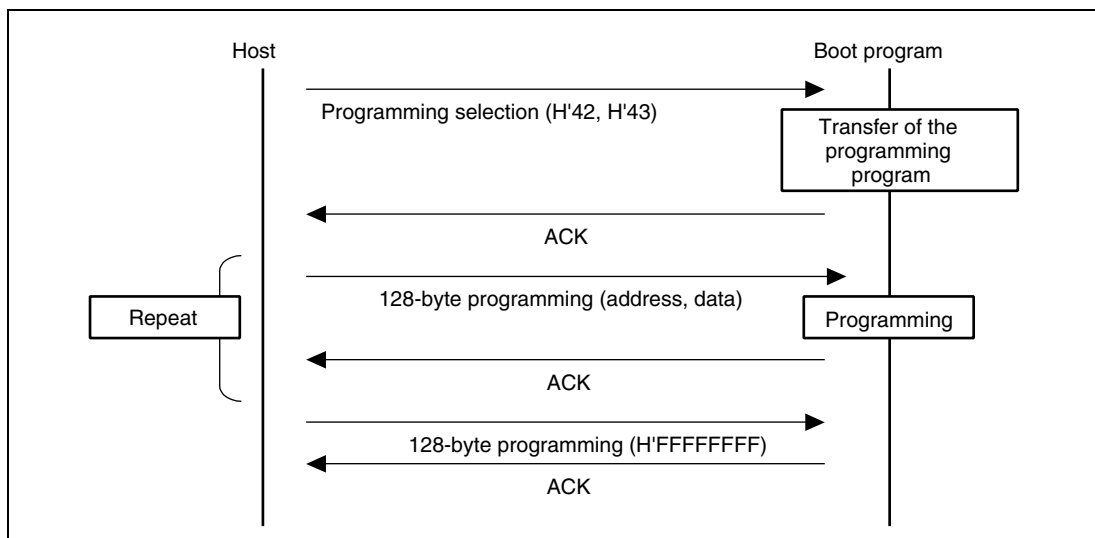 Host
Boot program
Programming selection (H'42, H'43)
Transfer of the
programming
program
ACK
128-byte programming (address, data)
Repeat
Programming
ACK
128-byte programming (H'FFFFFFFF)
ACK